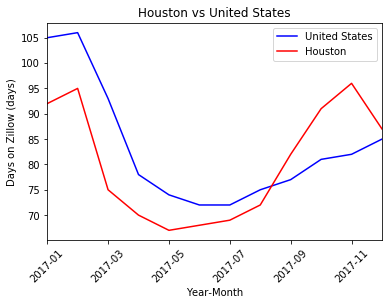 Houston vs United States
United States
Houston
Days on Zillow (days)
105
100
95
90
85
80
75
70
2017-01
2017-03
2017-05
2017-07
2017-09
2017-11
Year-Month